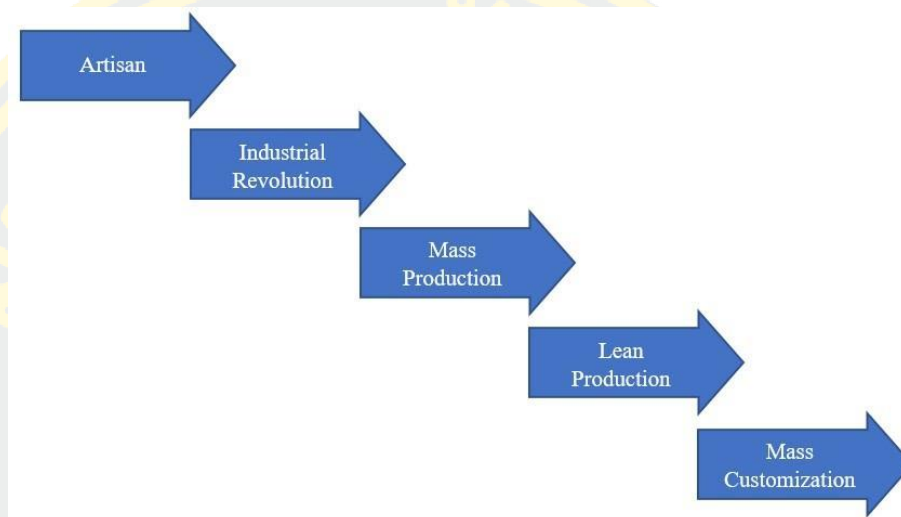 Artisan
Industrial
Revolution
Mass
Production
Lean
Production
Mass
Customization